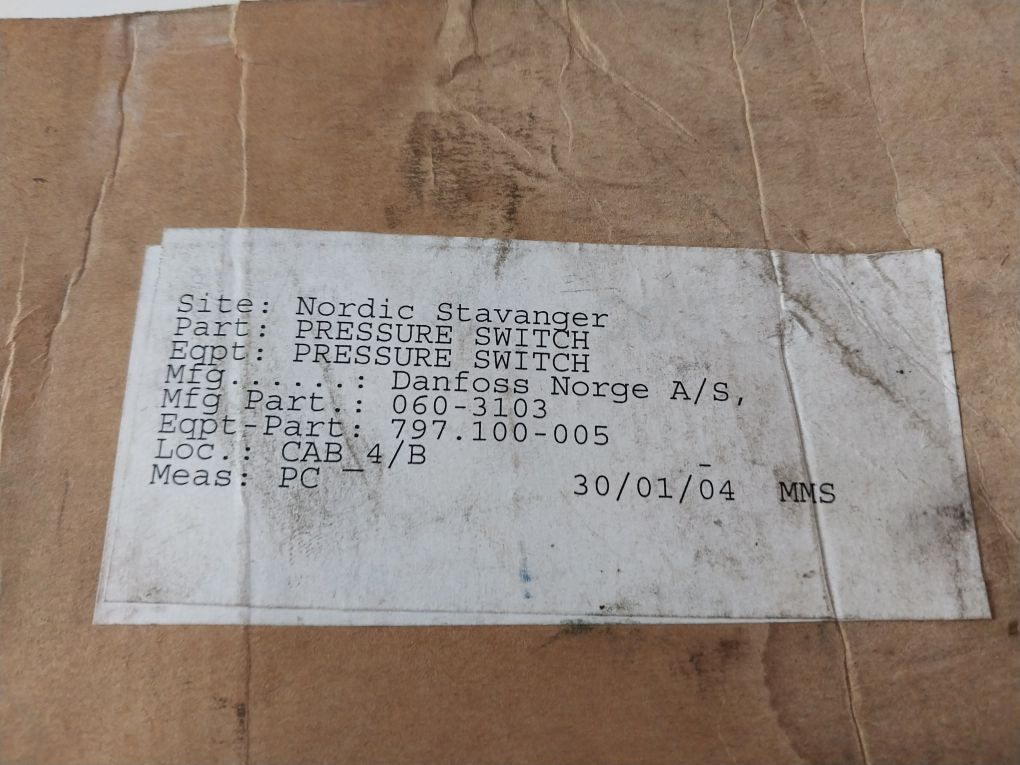 Site: Nordic Stavanger
Part: PRESSURE SWITCH
Eqpt: PRESSURE SWITCH
Mfg.......: Danfoss Norge A/S,
Mfg Part.: 060-3103
Eqpt-Part: 797.100-005
Loc.: CAB_4/B
Meas: PC 30/01/04 MMS